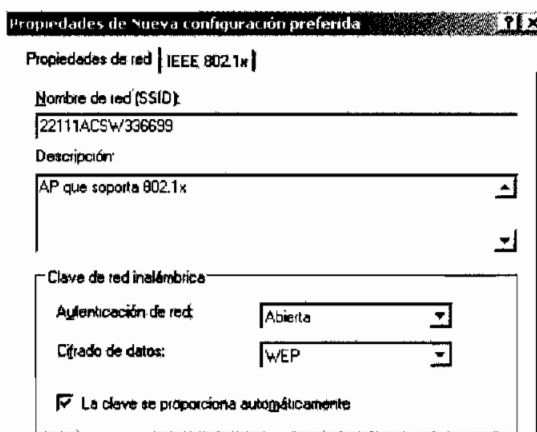 Propiedades de Nueva configuración preferida
Propiedades de red IEEE 802.1x
Nombre de red (SSID):
22111ACSW336699
Descripción:
AP que soporta 802.1x
Clave de red inalámbrica
Autenticación de red: Abierta
Cifrado de datos: WEP
La clave se proporciona automáticamente